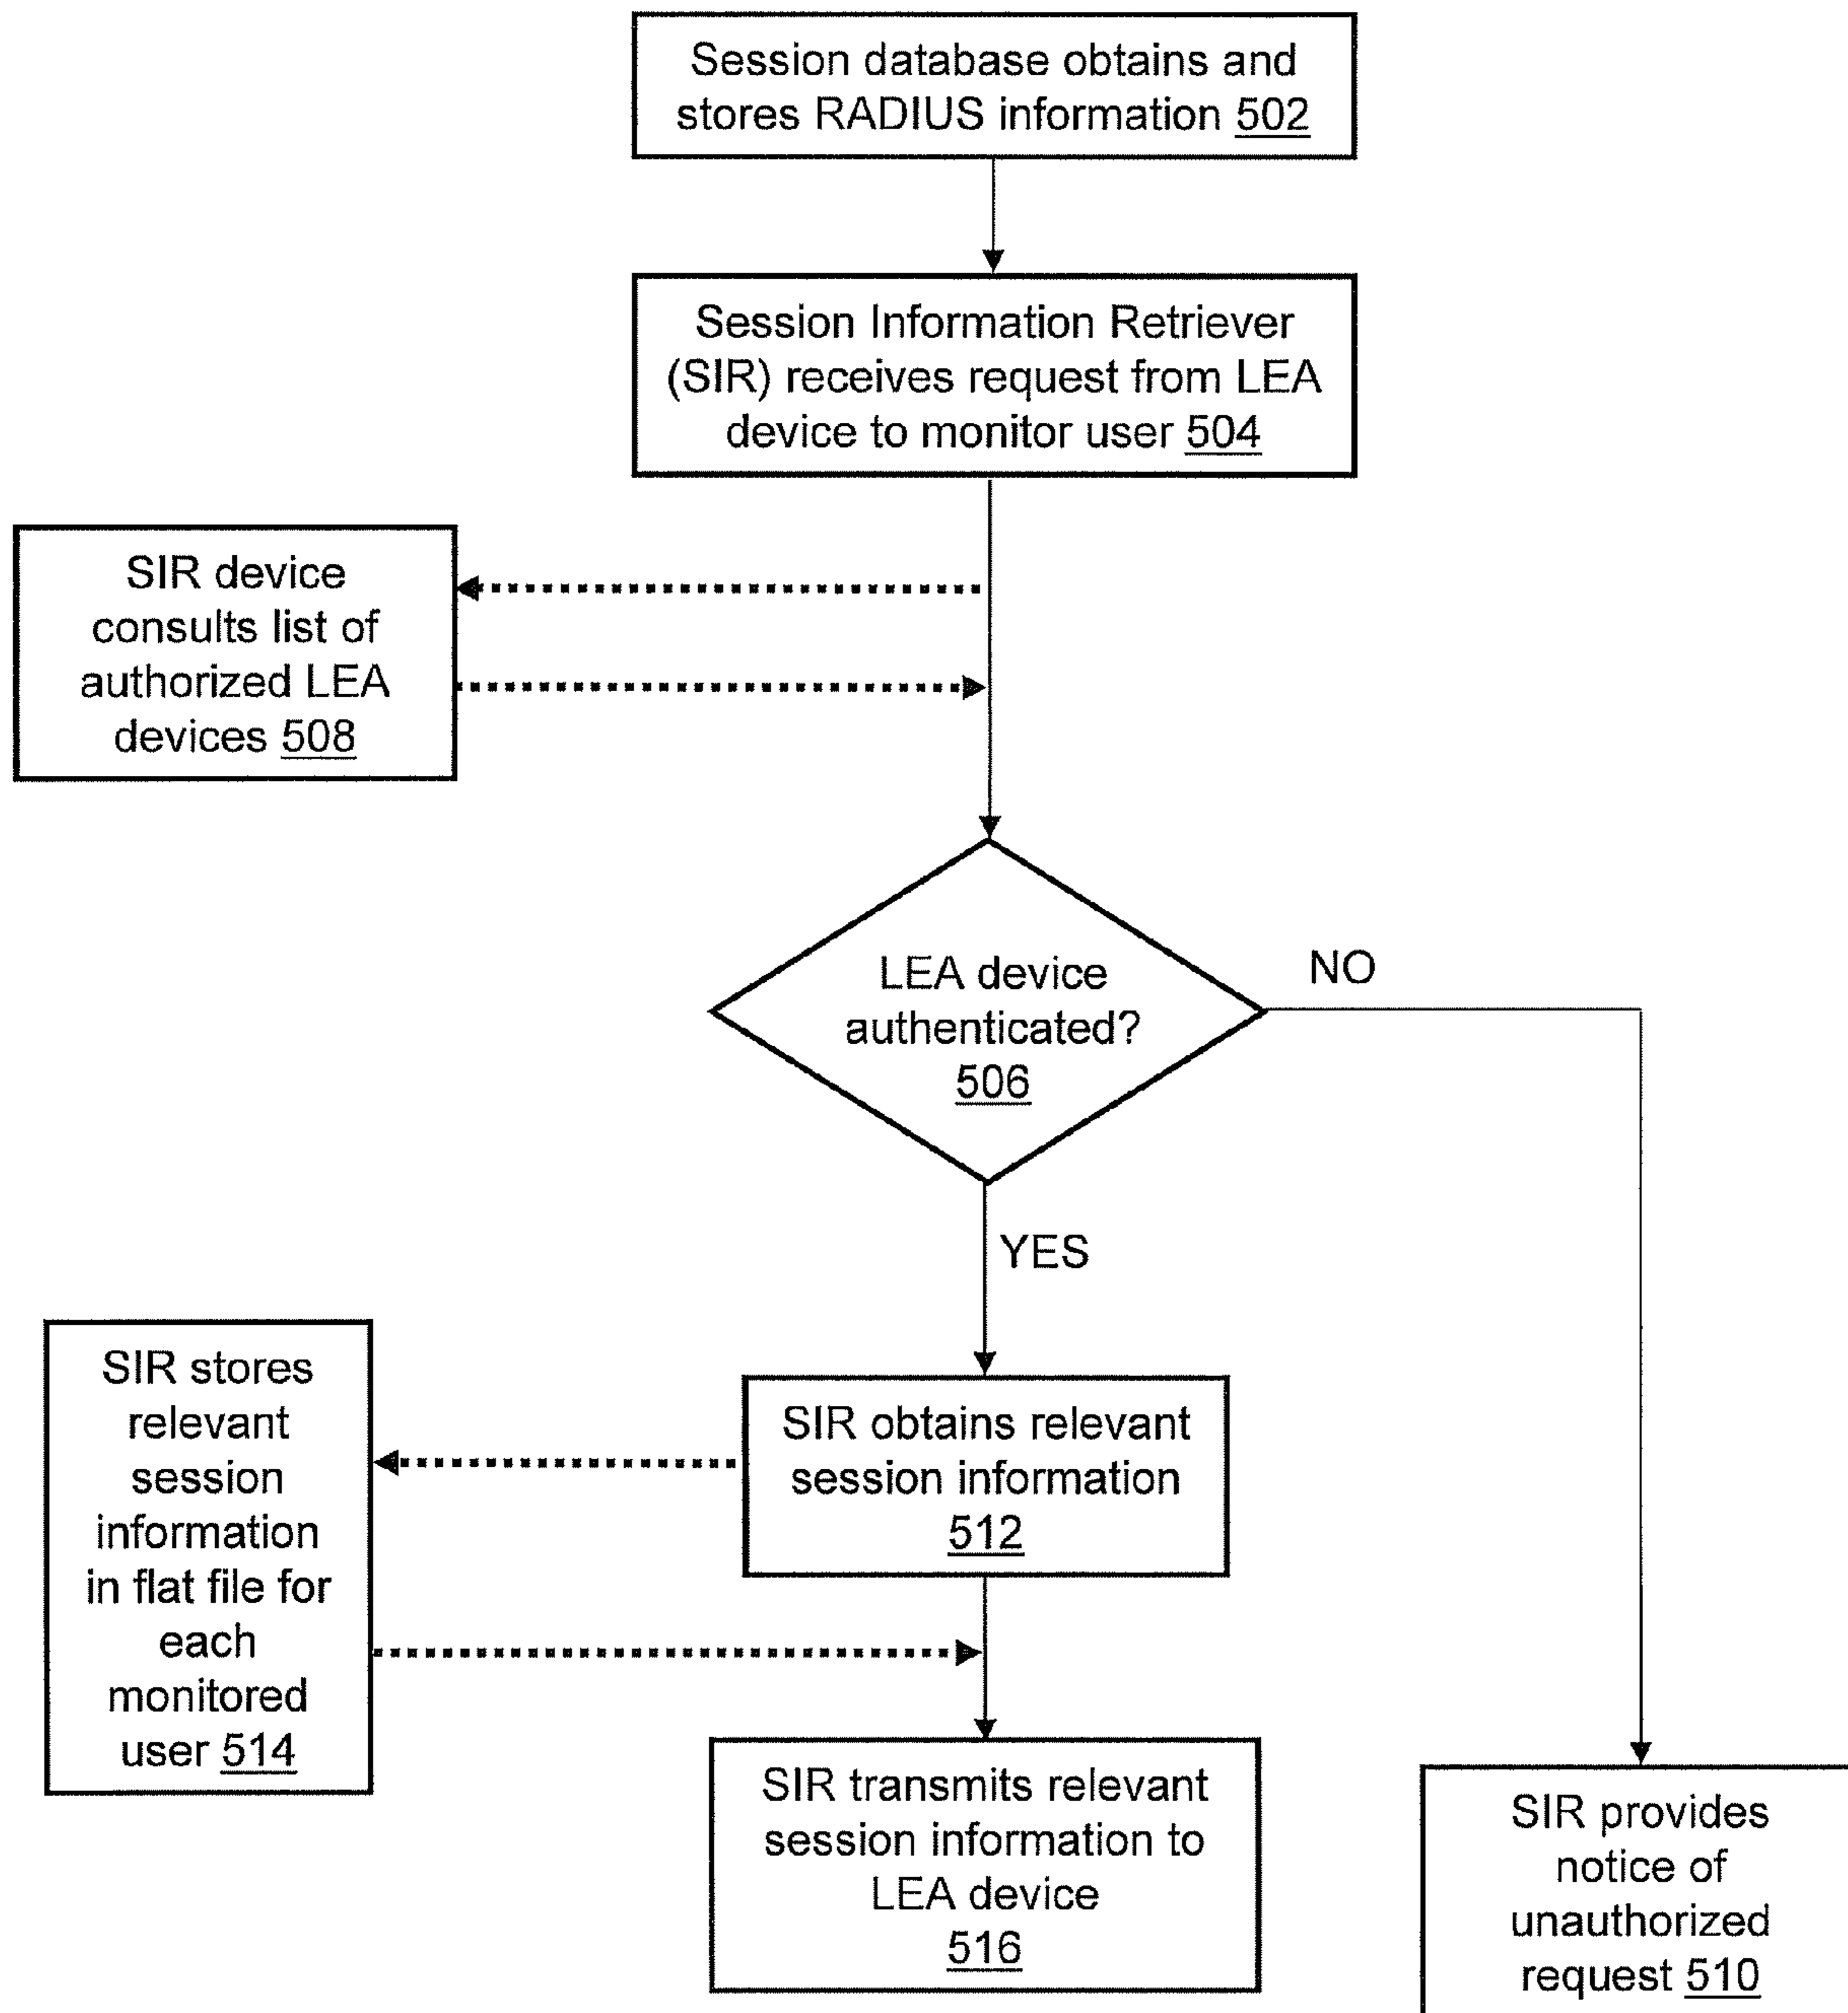 Session database obtains and
stores RADIUS information 502
Session Information Retriever
(SIR) receives request from LEA
device to monitor user 504
SIR device
consults list of
authorized LEA
devices 508
LEA device
authenticated?
506
NO
YES
SIR stores
relevant
session
information
in flat file for
each
monitored
user 514
SIR obtains relevant
session information
512
SIR transmits relevant
session information to
LEA device
516
SIR provides
notice of
unauthorized
request 510